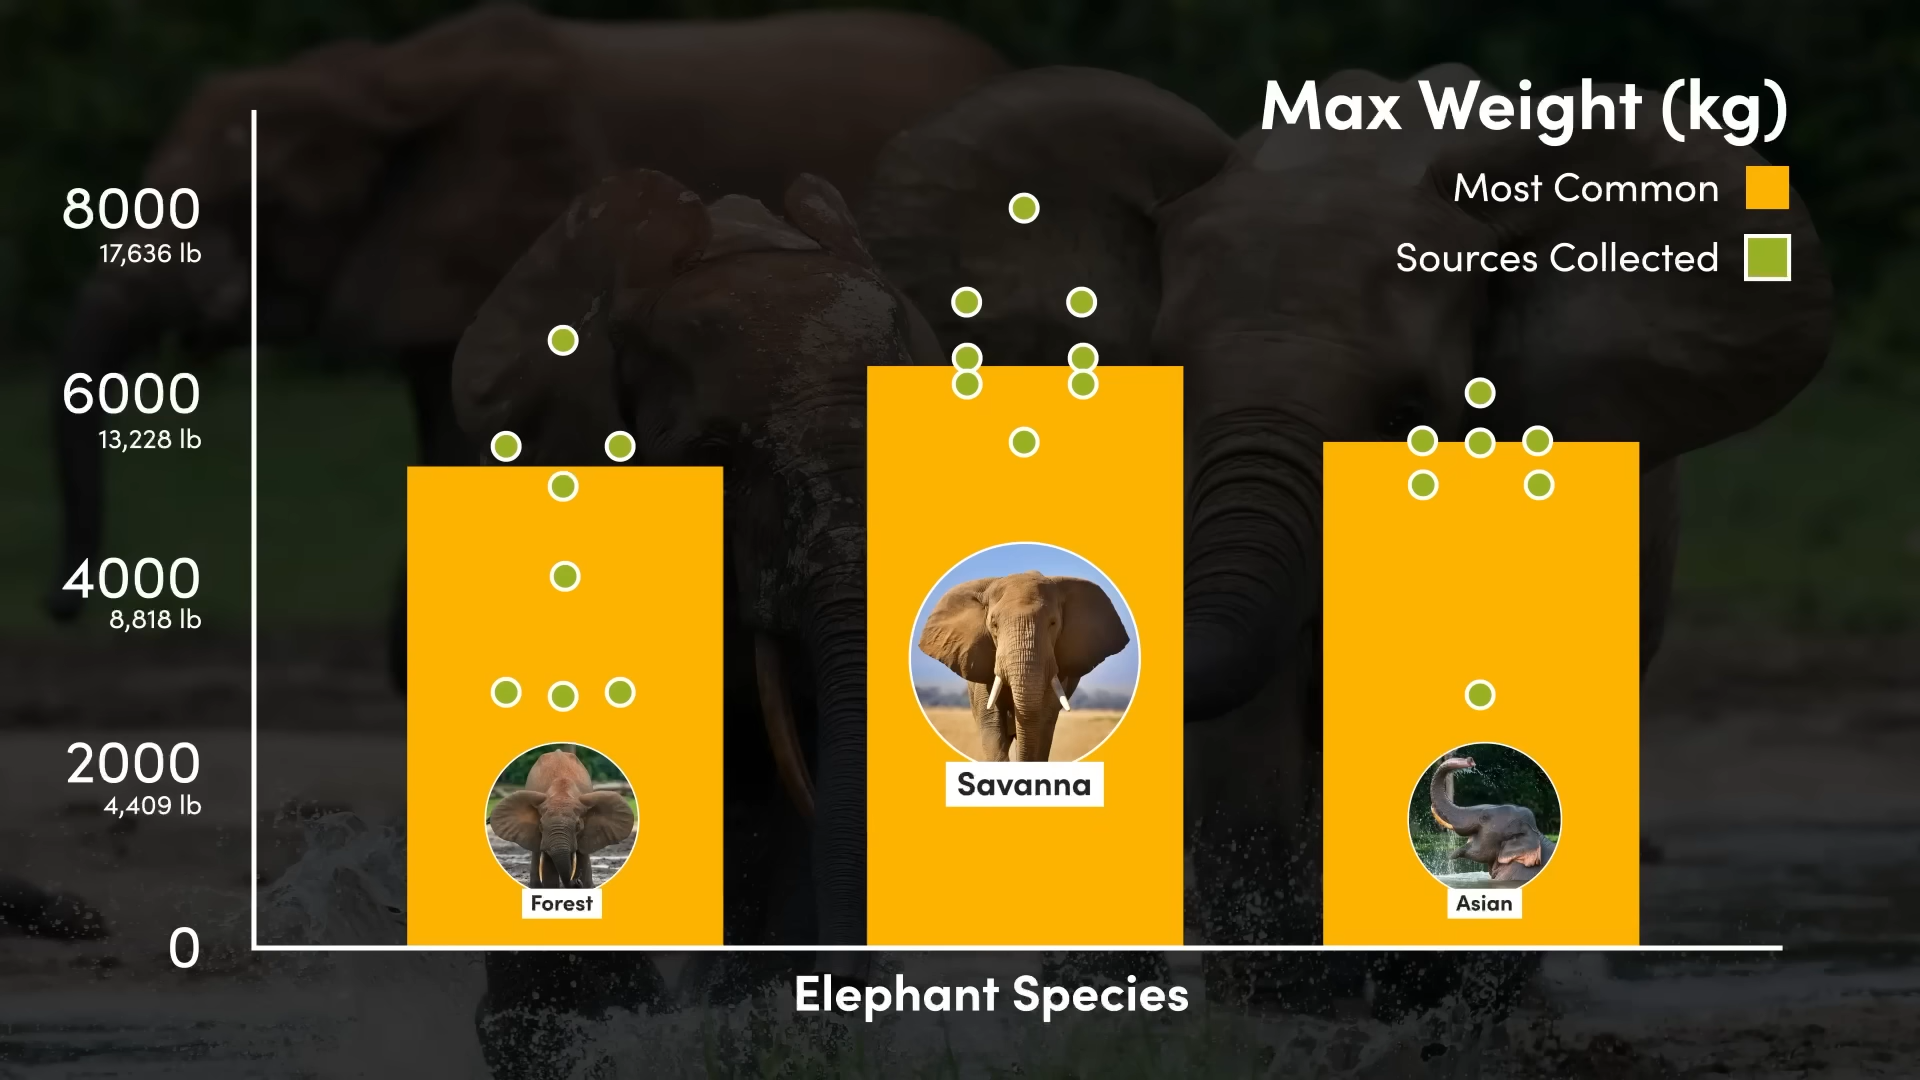 Max Weight (kg)
Most Common
Sources Collected
8000
17,636 lb
6000
13,228 lb
4000
8,818 lb
2000
4,409 lb
0
Forest
Savanna
Asian
Elephant Species